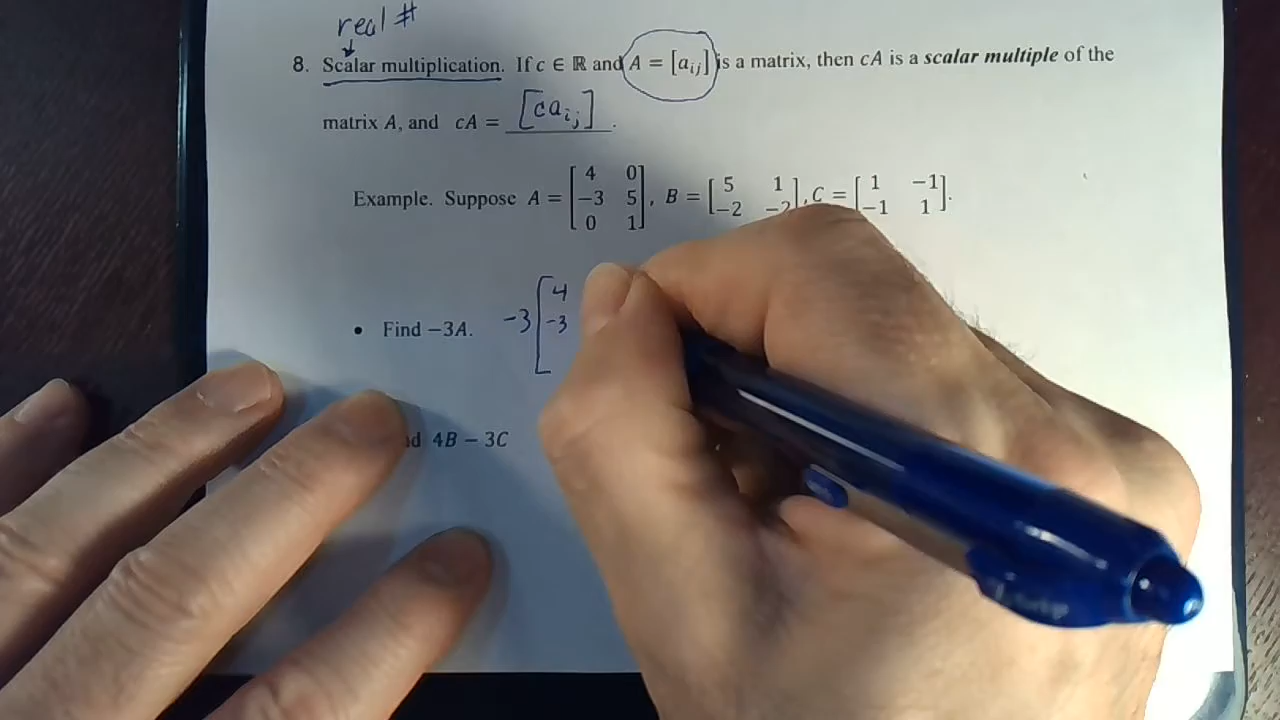 real #
8. Scalar multiplication. If c ∈ ℝ and A = [aᵢⱼ] is a matrix, then cA is a scalar multiple of the
matrix A, and cA = [caᵢⱼ].
Example. Suppose A = [4 0; -3 5; 0 1], B = [5 1; -2 -2], C = [1 -1; -1 1].
• Find −3A. -3 [4 -3
4B − 3C